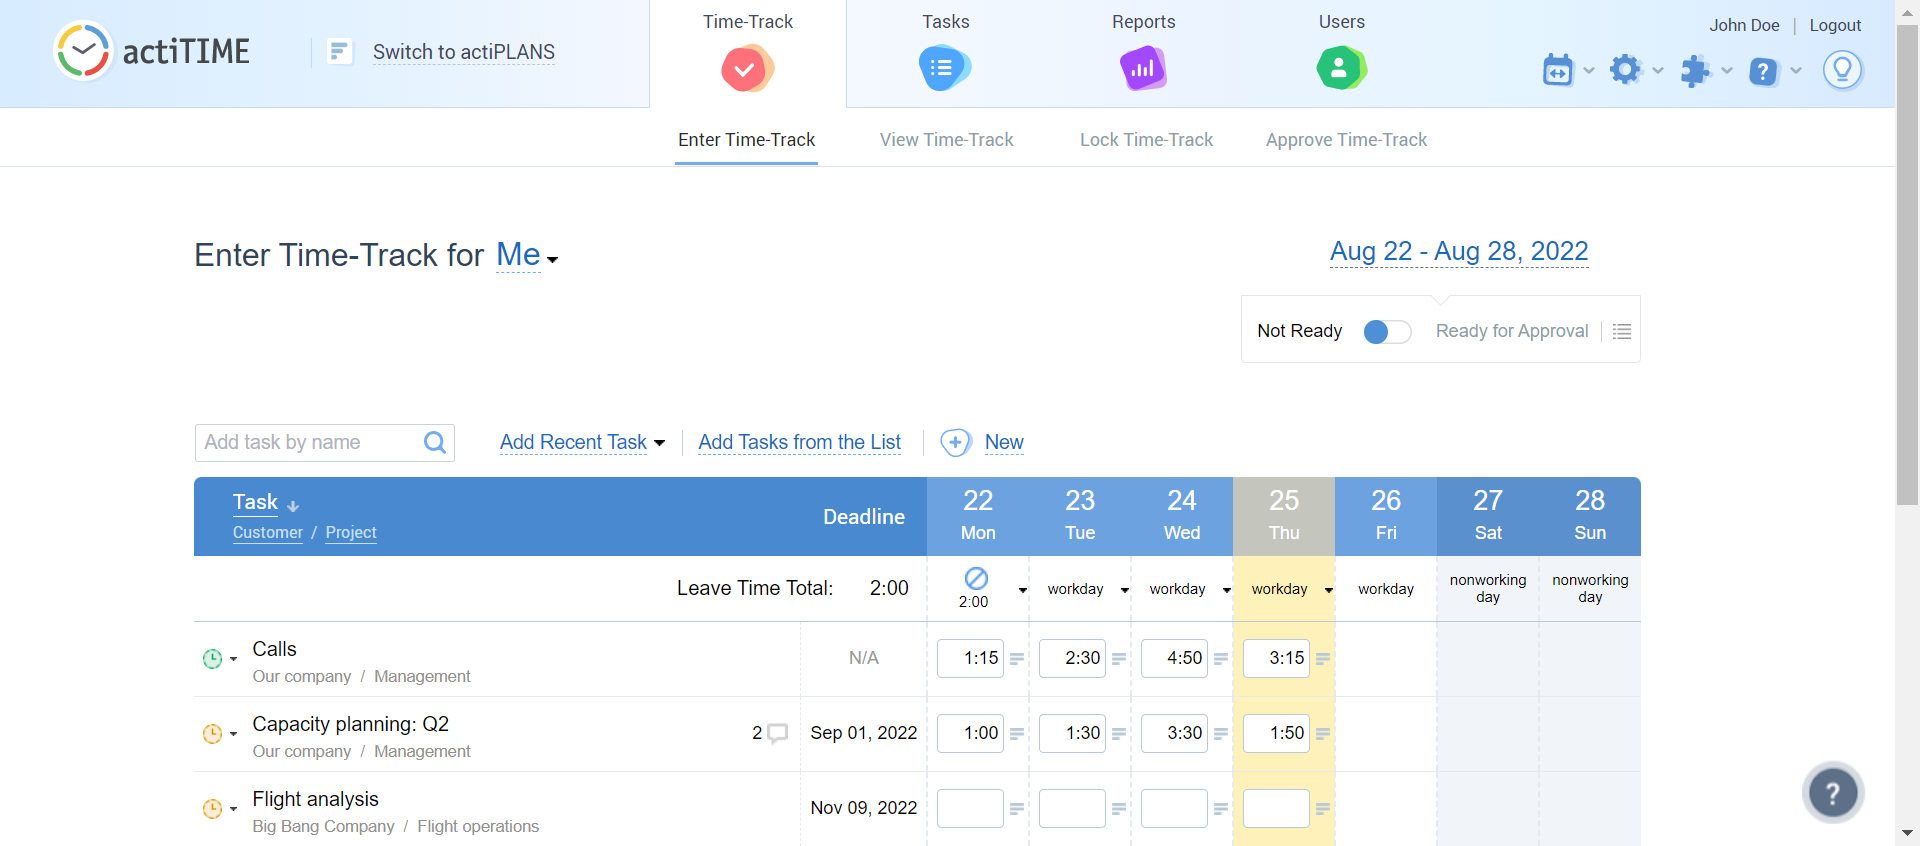 Time-Track
Tasks
Reports
Users
John Doe | Logout
actiTIME
Switch to actiPLANS
Enter Time-Track
View Time-Track
Lock Time-Track
Approve Time-Track
Enter Time-Track for Me
Aug 22 - Aug 28, 2022
Not Ready
Ready for Approval
Add task by name
Add Recent Task
Add Tasks from the List
New
Task
Customer / Project
Deadline
22 Mon
23 Tue
24 Wed
25 Thu
26 Fri
27 Sat
28 Sun
Leave Time Total: 2:00
2:00
workday
workday
workday
workday
nonworking day
nonworking day
Calls
Our company / Management
N/A
1:15
2:30
4:50
3:15
Capacity planning: Q2
Our company / Management
2
Sep 01, 2022
1:00
1:30
3:30
1:50
Flight analysis
Big Bang Company / Flight operations
Nov 09, 2022
?